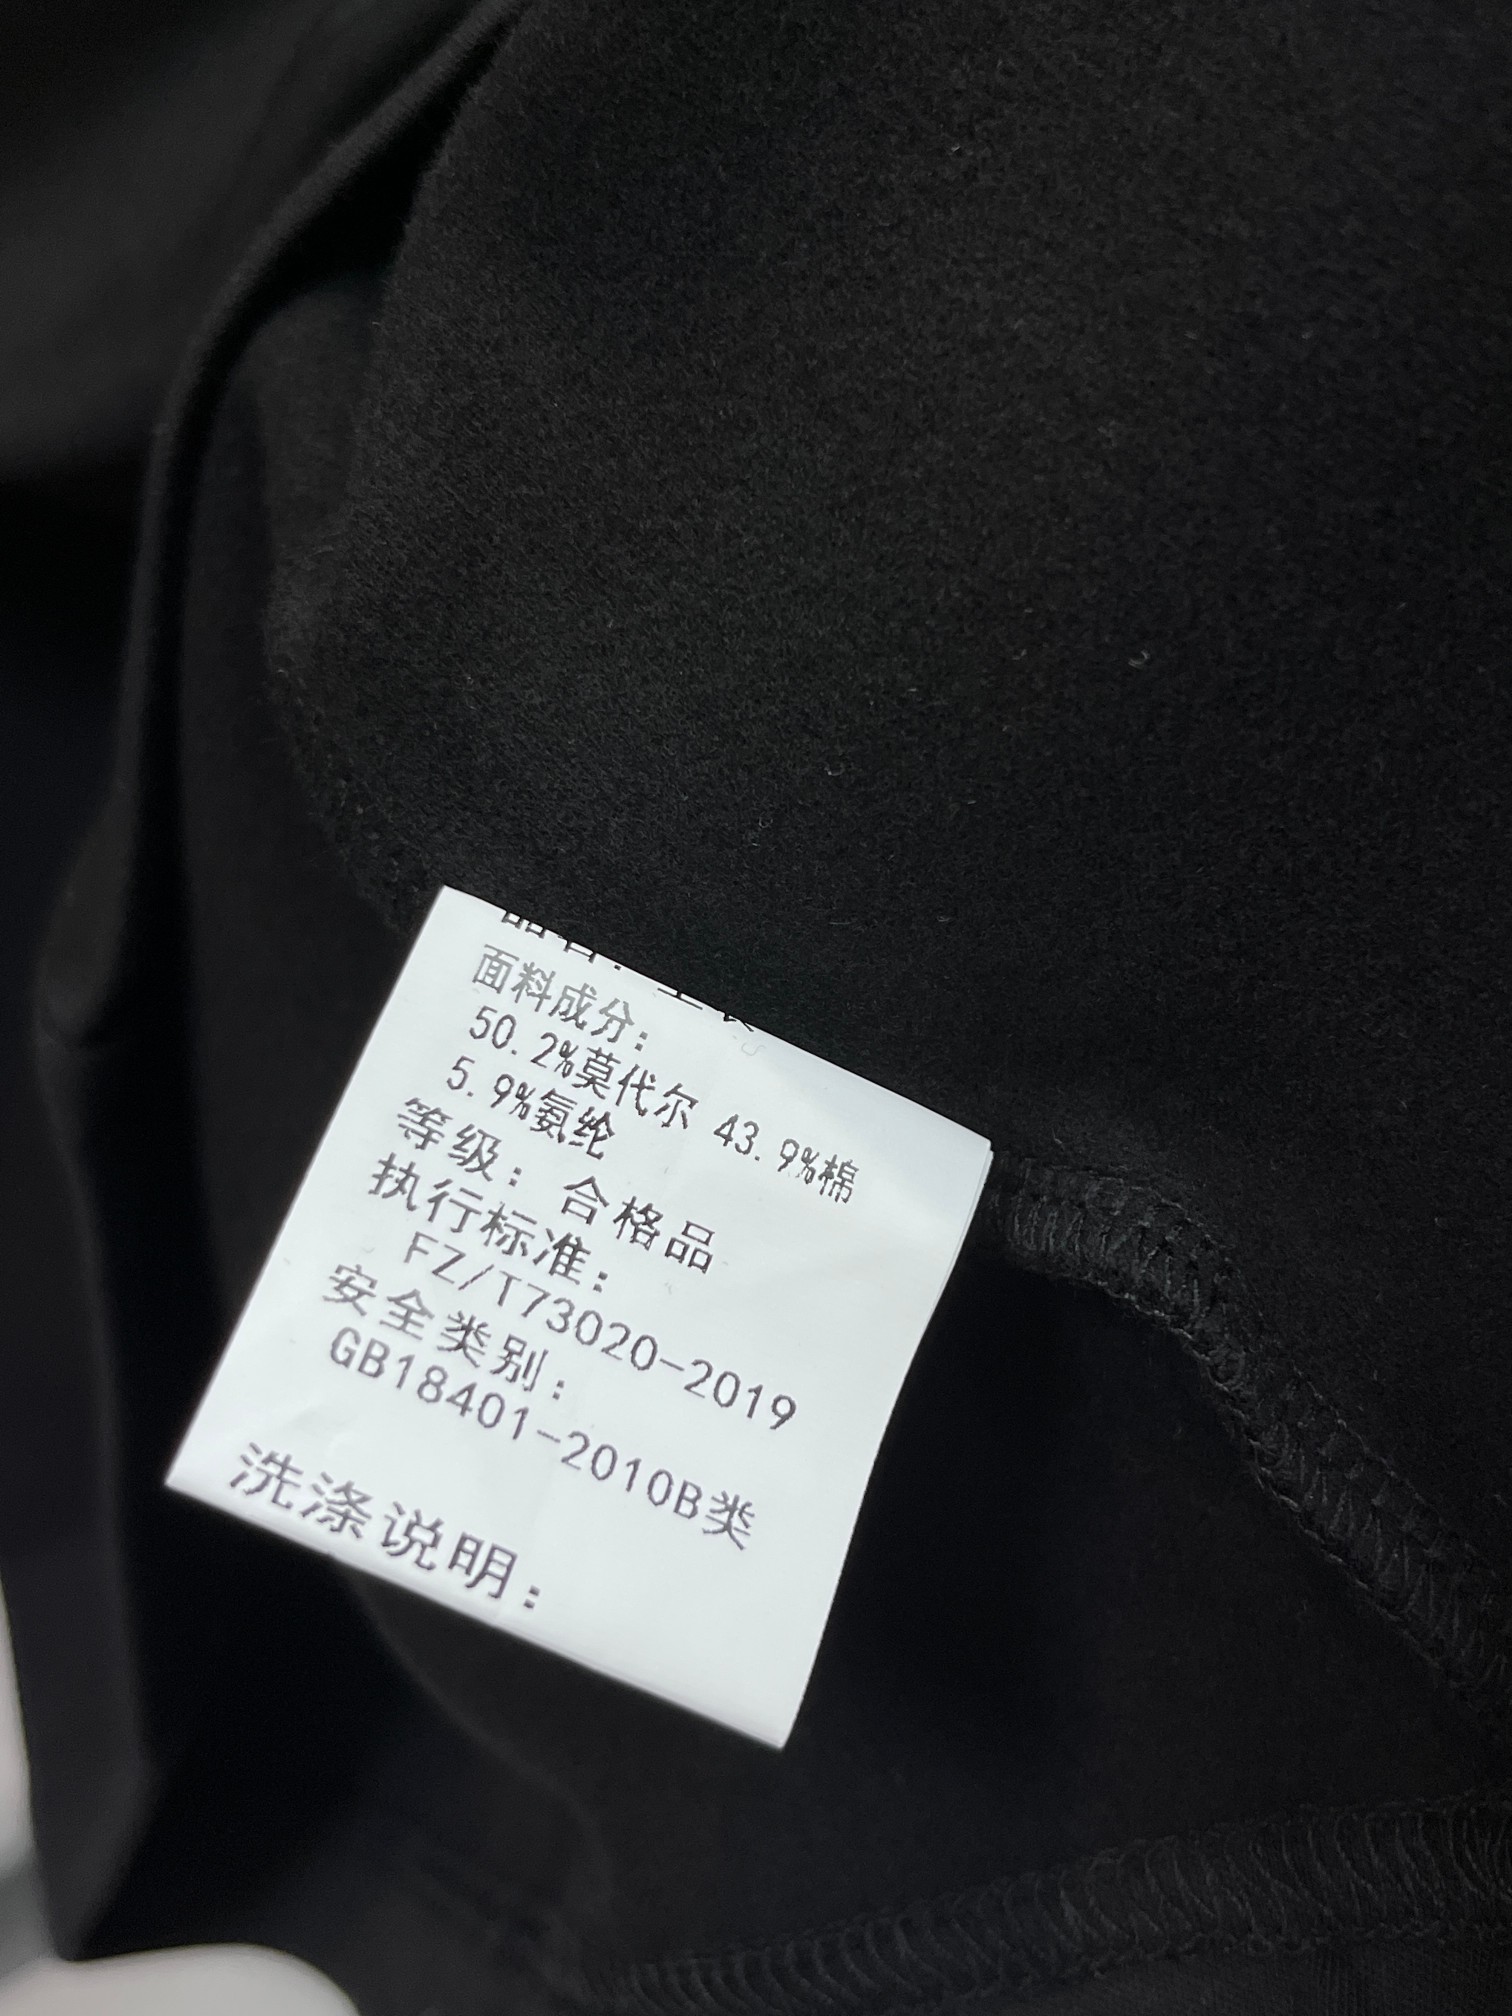 面料成分：
50.2%莫代尔 43.9%棉
5.9%氨纶
等级：合格品
执行标准：
FZ/T73020-2019
安全类别：
GB18401-2010B类
洗涤说明：